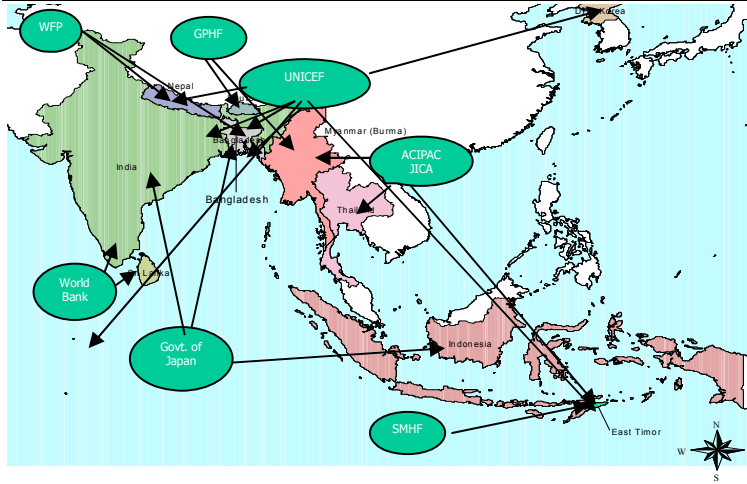 WFP
GPHF
UNICEF
Nepal
Myanmar (Burma)
Bangladesh
India
ACIPAC
JICA
Bangladesh
Thailand
World
Bank
Sri Lanka
Govt. of
Japan
Indonesia
SMHF
East Timor
N
W
S